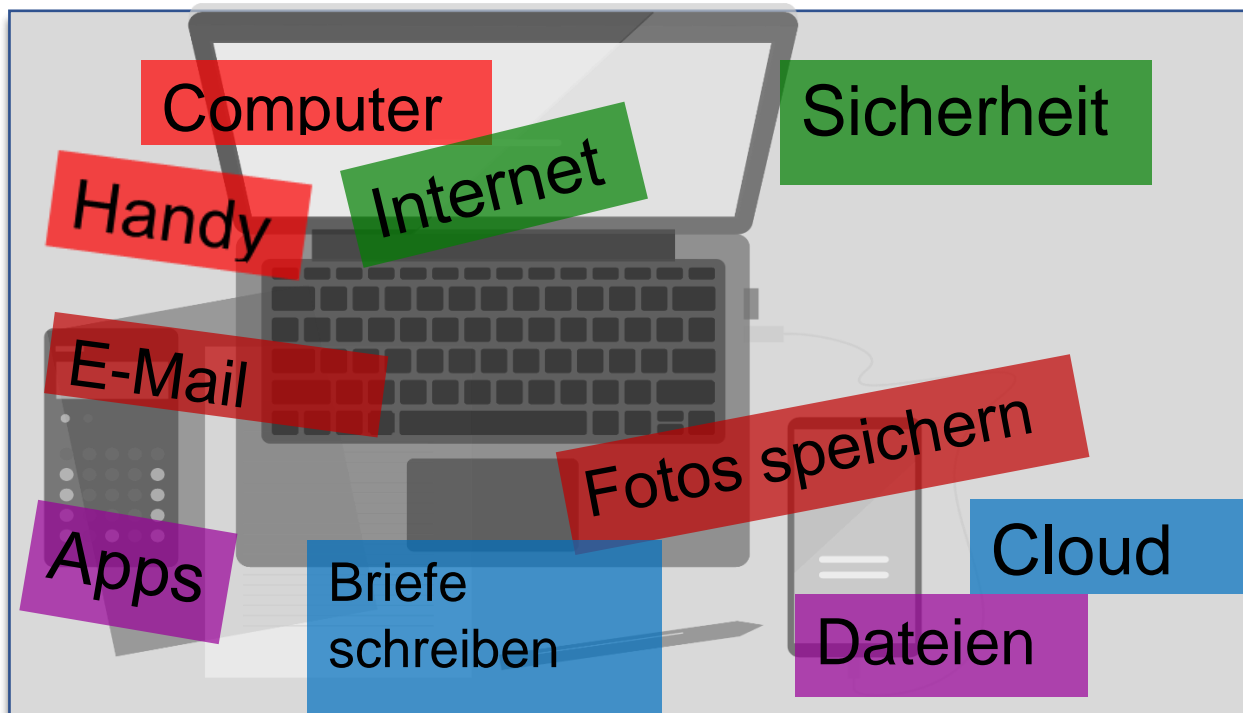 Computer
Sicherheit
Internet
Handy
E-Mail
Fotos speichern
Apps
Cloud
Briefe
schreiben
Dateien